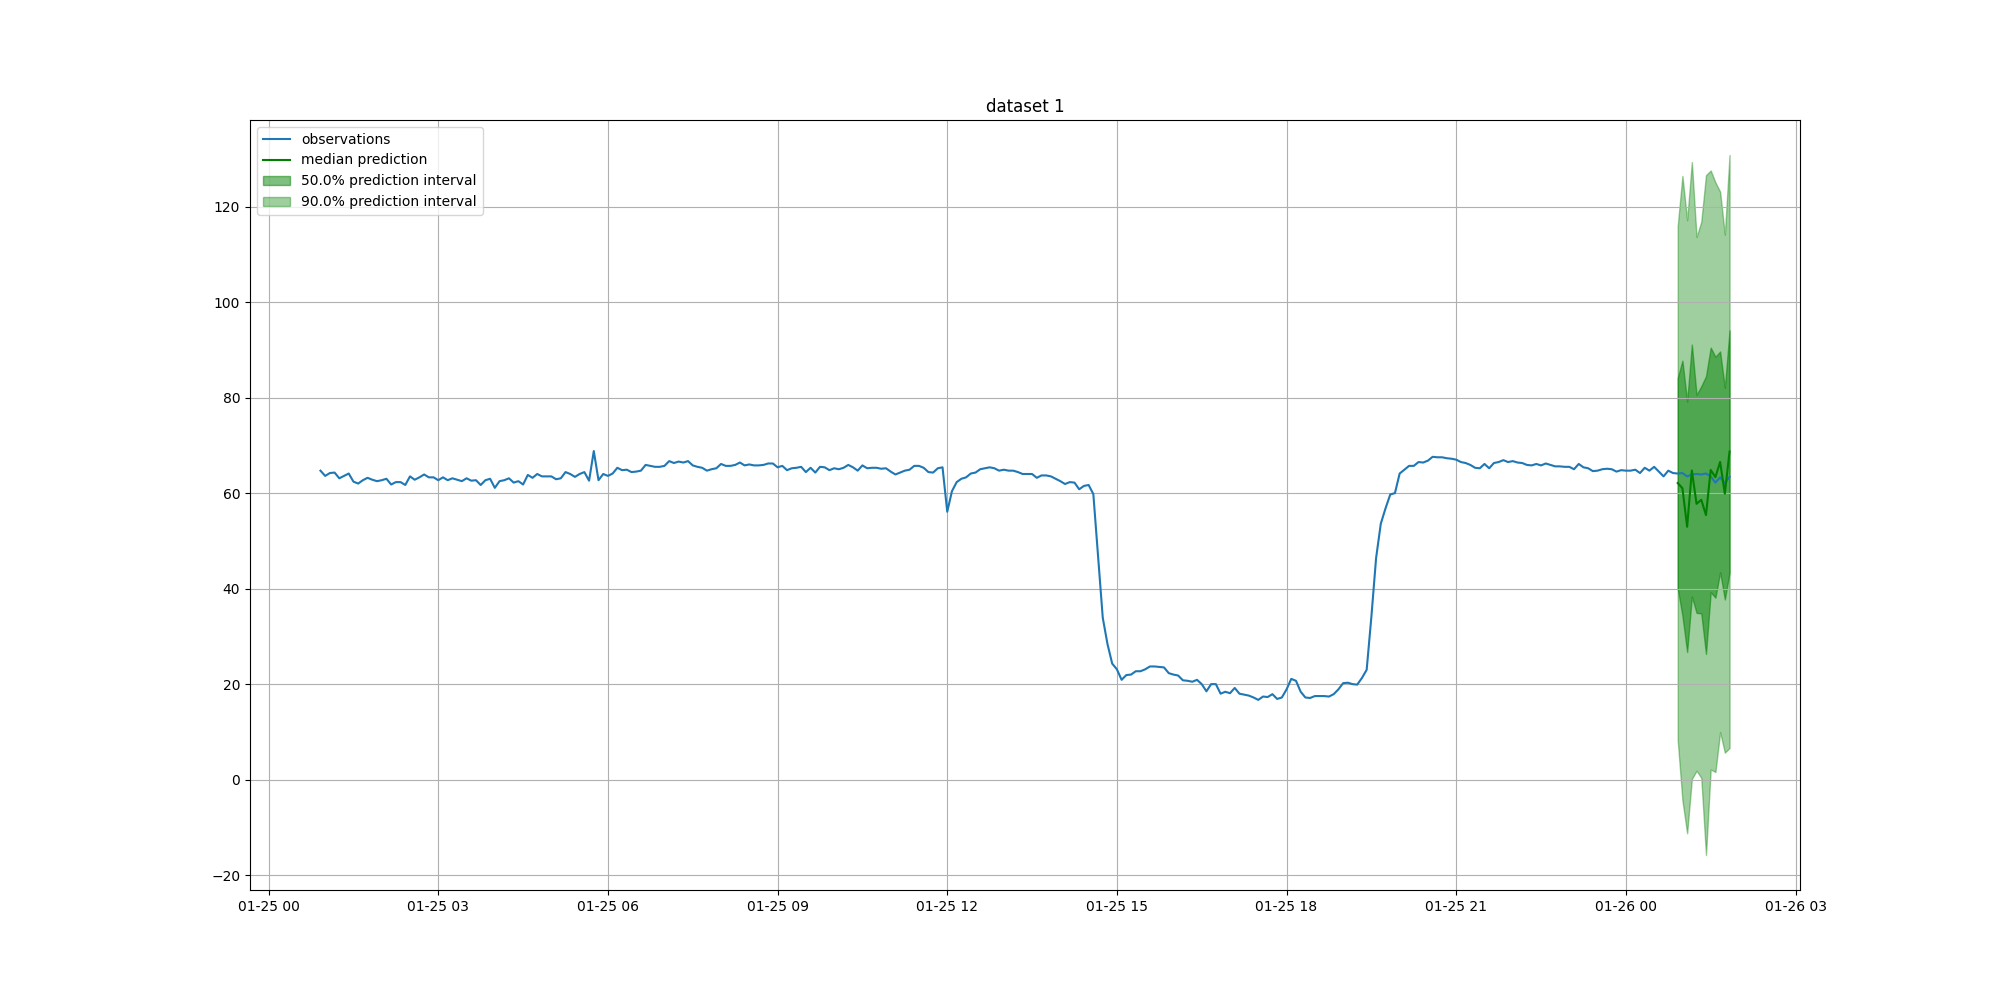 dataset 1
observations
median prediction
50.0% prediction interval
90.0% prediction interval
120
100
80
60
40
20
0
−20
01-25 00 01-25 03 01-25 06 01-25 09 01-25 12 01-25 15 01-25 18 01-25 21 01-26 00 01-26 03